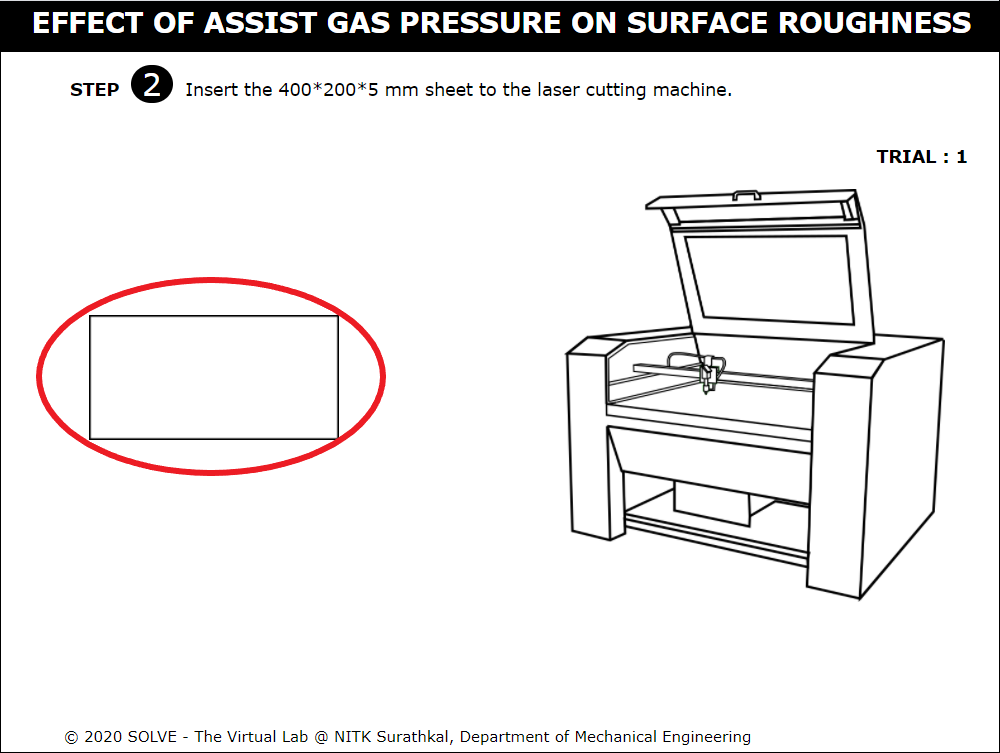 EFFECT OF ASSIST GAS PRESSURE ON SURFACE ROUGHNESS
STEP 2 Insert the 400*200*5 mm sheet to the laser cutting machine.
TRIAL : 1
© 2020 SOLVE - The Virtual Lab @ NITK Surathkal, Department of Mechanical Engineering